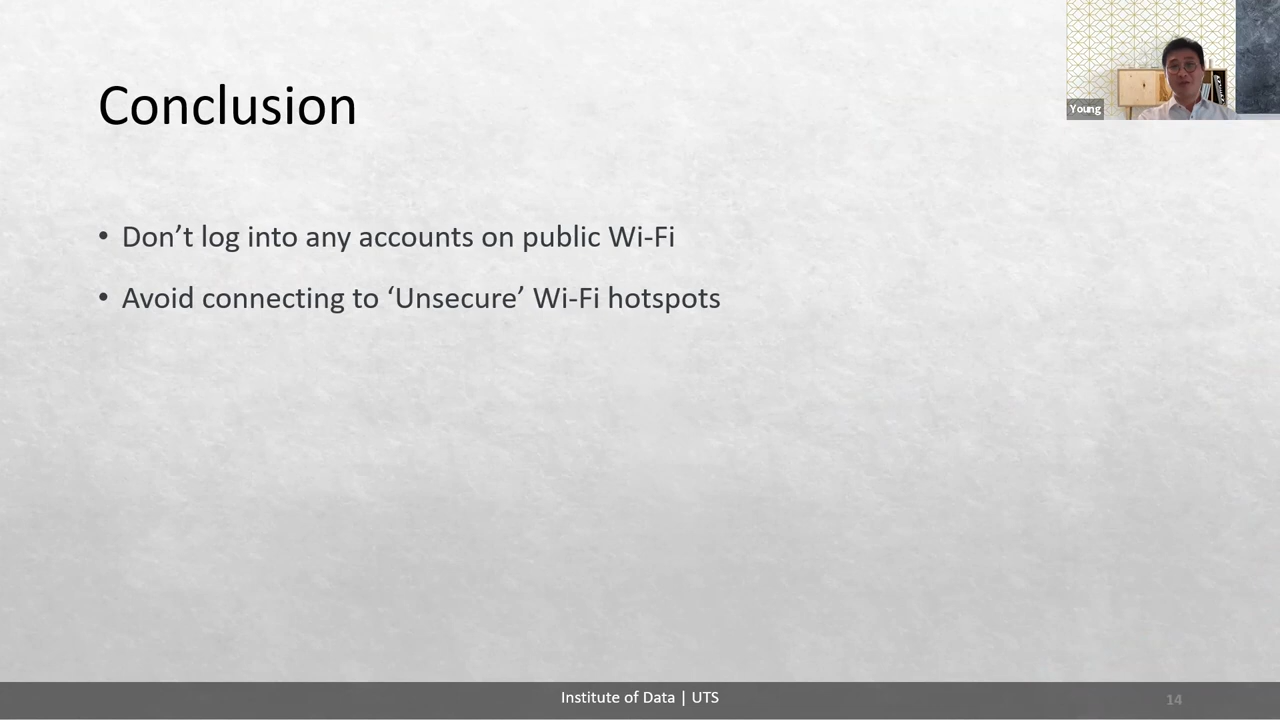 Conclusion
Young
• Don’t log into any accounts on public Wi-Fi
• Avoid connecting to ‘Unsecure’ Wi-Fi hotspots
Institute of Data | UTS
14